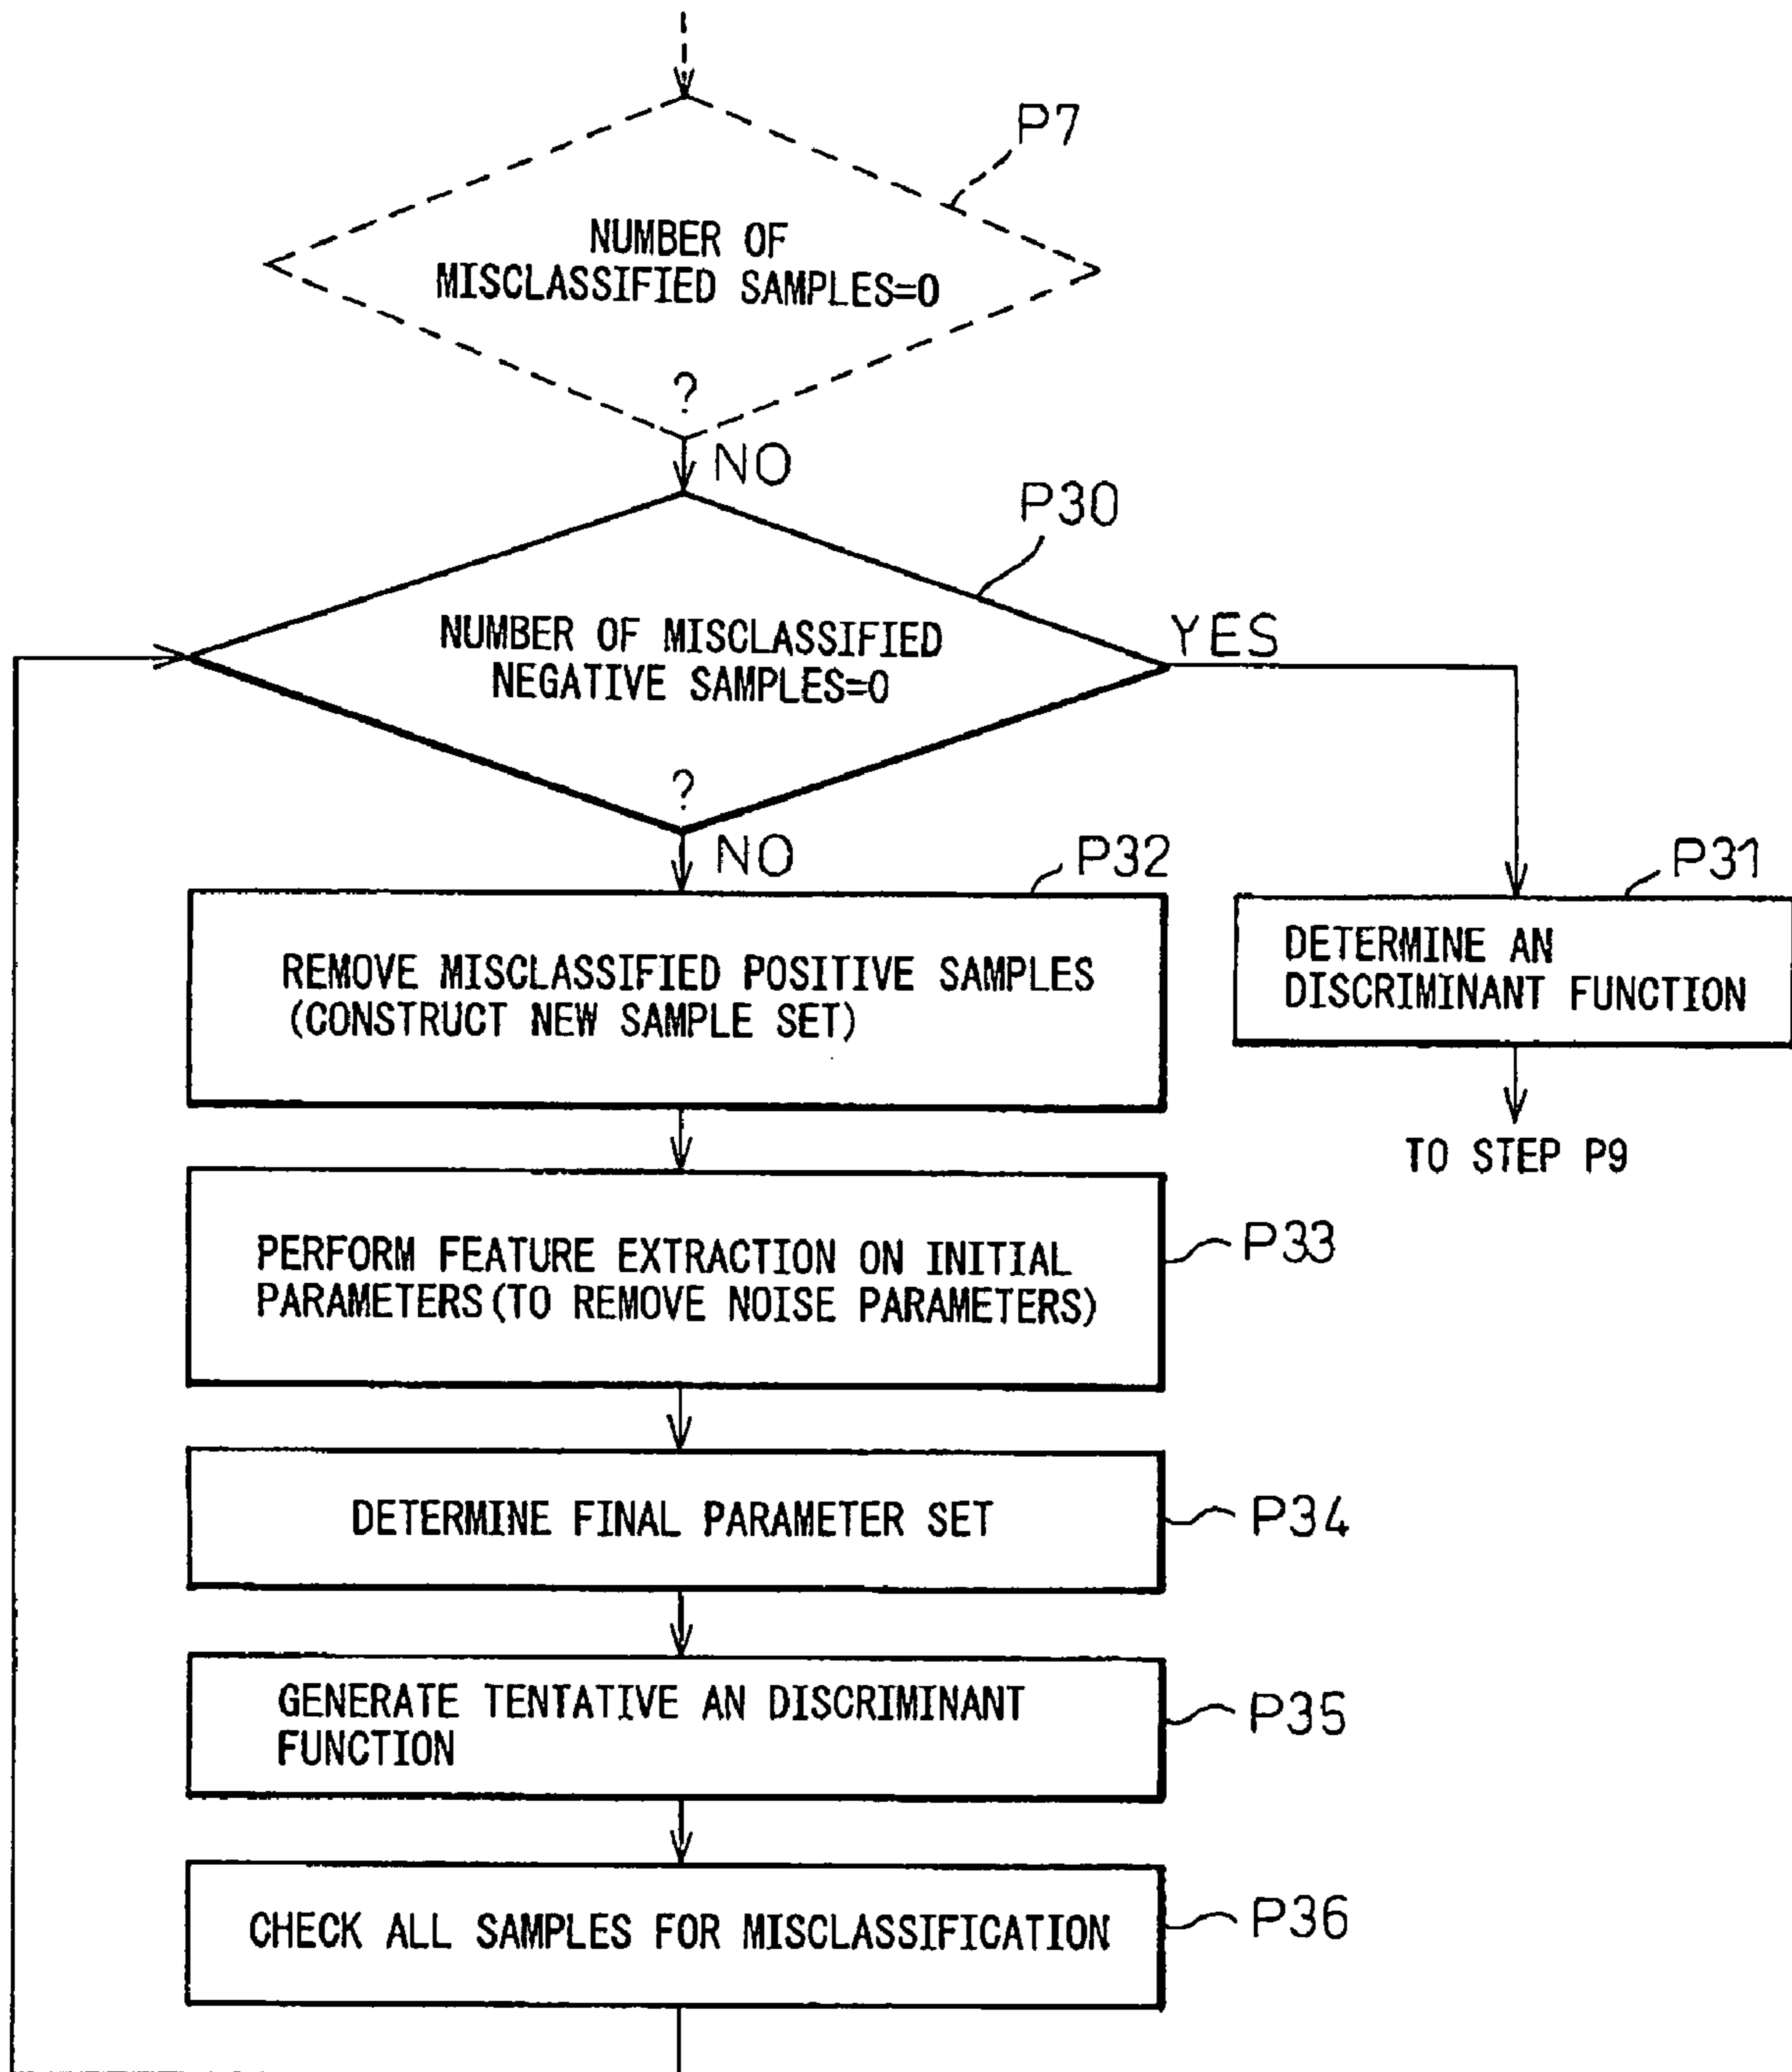 P7
NUMBER OF
MISCLASSIFIED SAMPLES=0
?
NO
P30
NUMBER OF MISCLASSIFIED
NEGATIVE SAMPLES=0
?
YES
NO
P32
REMOVE MISCLASSIFIED POSITIVE SAMPLES
(CONSTRUCT NEW SAMPLE SET)
P31
DETERMINE AN
DISCRIMINANT FUNCTION
TO STEP P9
PERFORM FEATURE EXTRACTION ON INITIAL
PARAMETERS(TO REMOVE NOISE PARAMETERS)
P33
DETERMINE FINAL PARAMETER SET
P34
GENERATE TENTATIVE AN DISCRIMINANT
FUNCTION
P35
CHECK ALL SAMPLES FOR MISCLASSIFICATION
P36